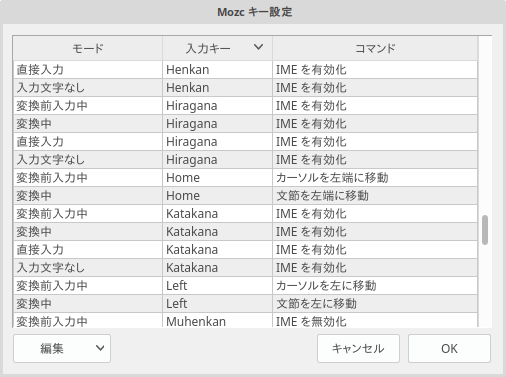 Mozc キー設定
モード 入力キー コマンド
直接入力 Henkan IME を有効化
入力文字なし Henkan IME を有効化
変換前入力中 Hiragana IME を有効化
変換中 Hiragana IME を有効化
直接入力 Hiragana IME を有効化
入力文字なし Hiragana IME を有効化
変換前入力中 Home カーソルを左端に移動
変換中 Home 文節を左端に移動
変換前入力中 Katakana IME を有効化
変換中 Katakana IME を有効化
直接入力 Katakana IME を有効化
入力文字なし Katakana IME を有効化
変換前入力中 Left カーソルを左に移動
変換中 Left 文節を左に移動
変換前入力中 Muhenkan IME を無効化
編集 キャンセル OK